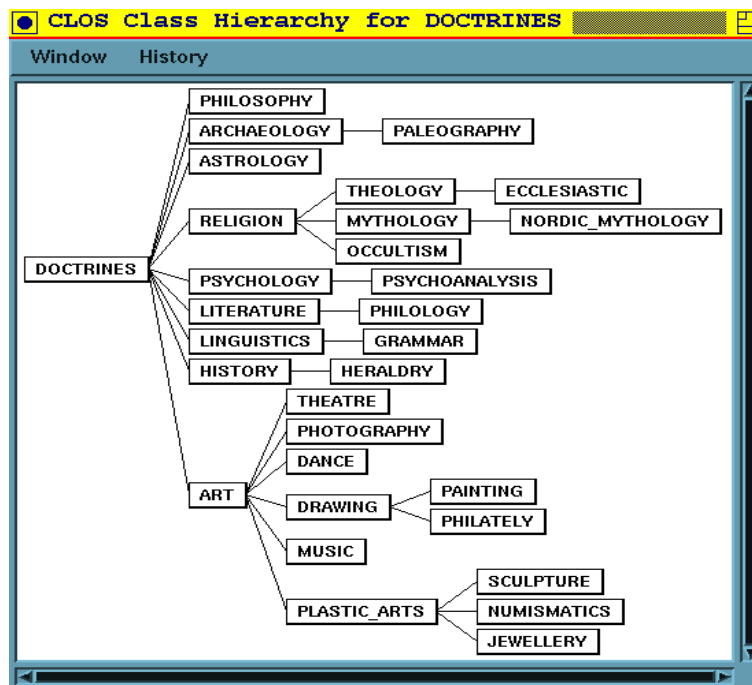 CLOS Class Hierarchy for DOCTRINES
Window History
PHILOSOPHY
ARCHAEOLOGY PALEOGRAPHY
ASTROLOGY
THEOLOGY ECCLESIASTIC
RELIGION MYTHOLOGY NORDIC_MYTHOLOGY
OCCULTISM
DOCTRINES
PSYCHOLOGY PSYCHOANALYSIS
LITERATURE PHILOLOGY
LINGUISTICS GRAMMAR
HISTORY HERALDRY
THEATRE
PHOTOGRAPHY
DANCE
PAINTING
ART
DRAWING
PHILATELY
MUSIC
SCULPTURE
PLASTIC_ARTS NUMISMATICS
JEWELLERY